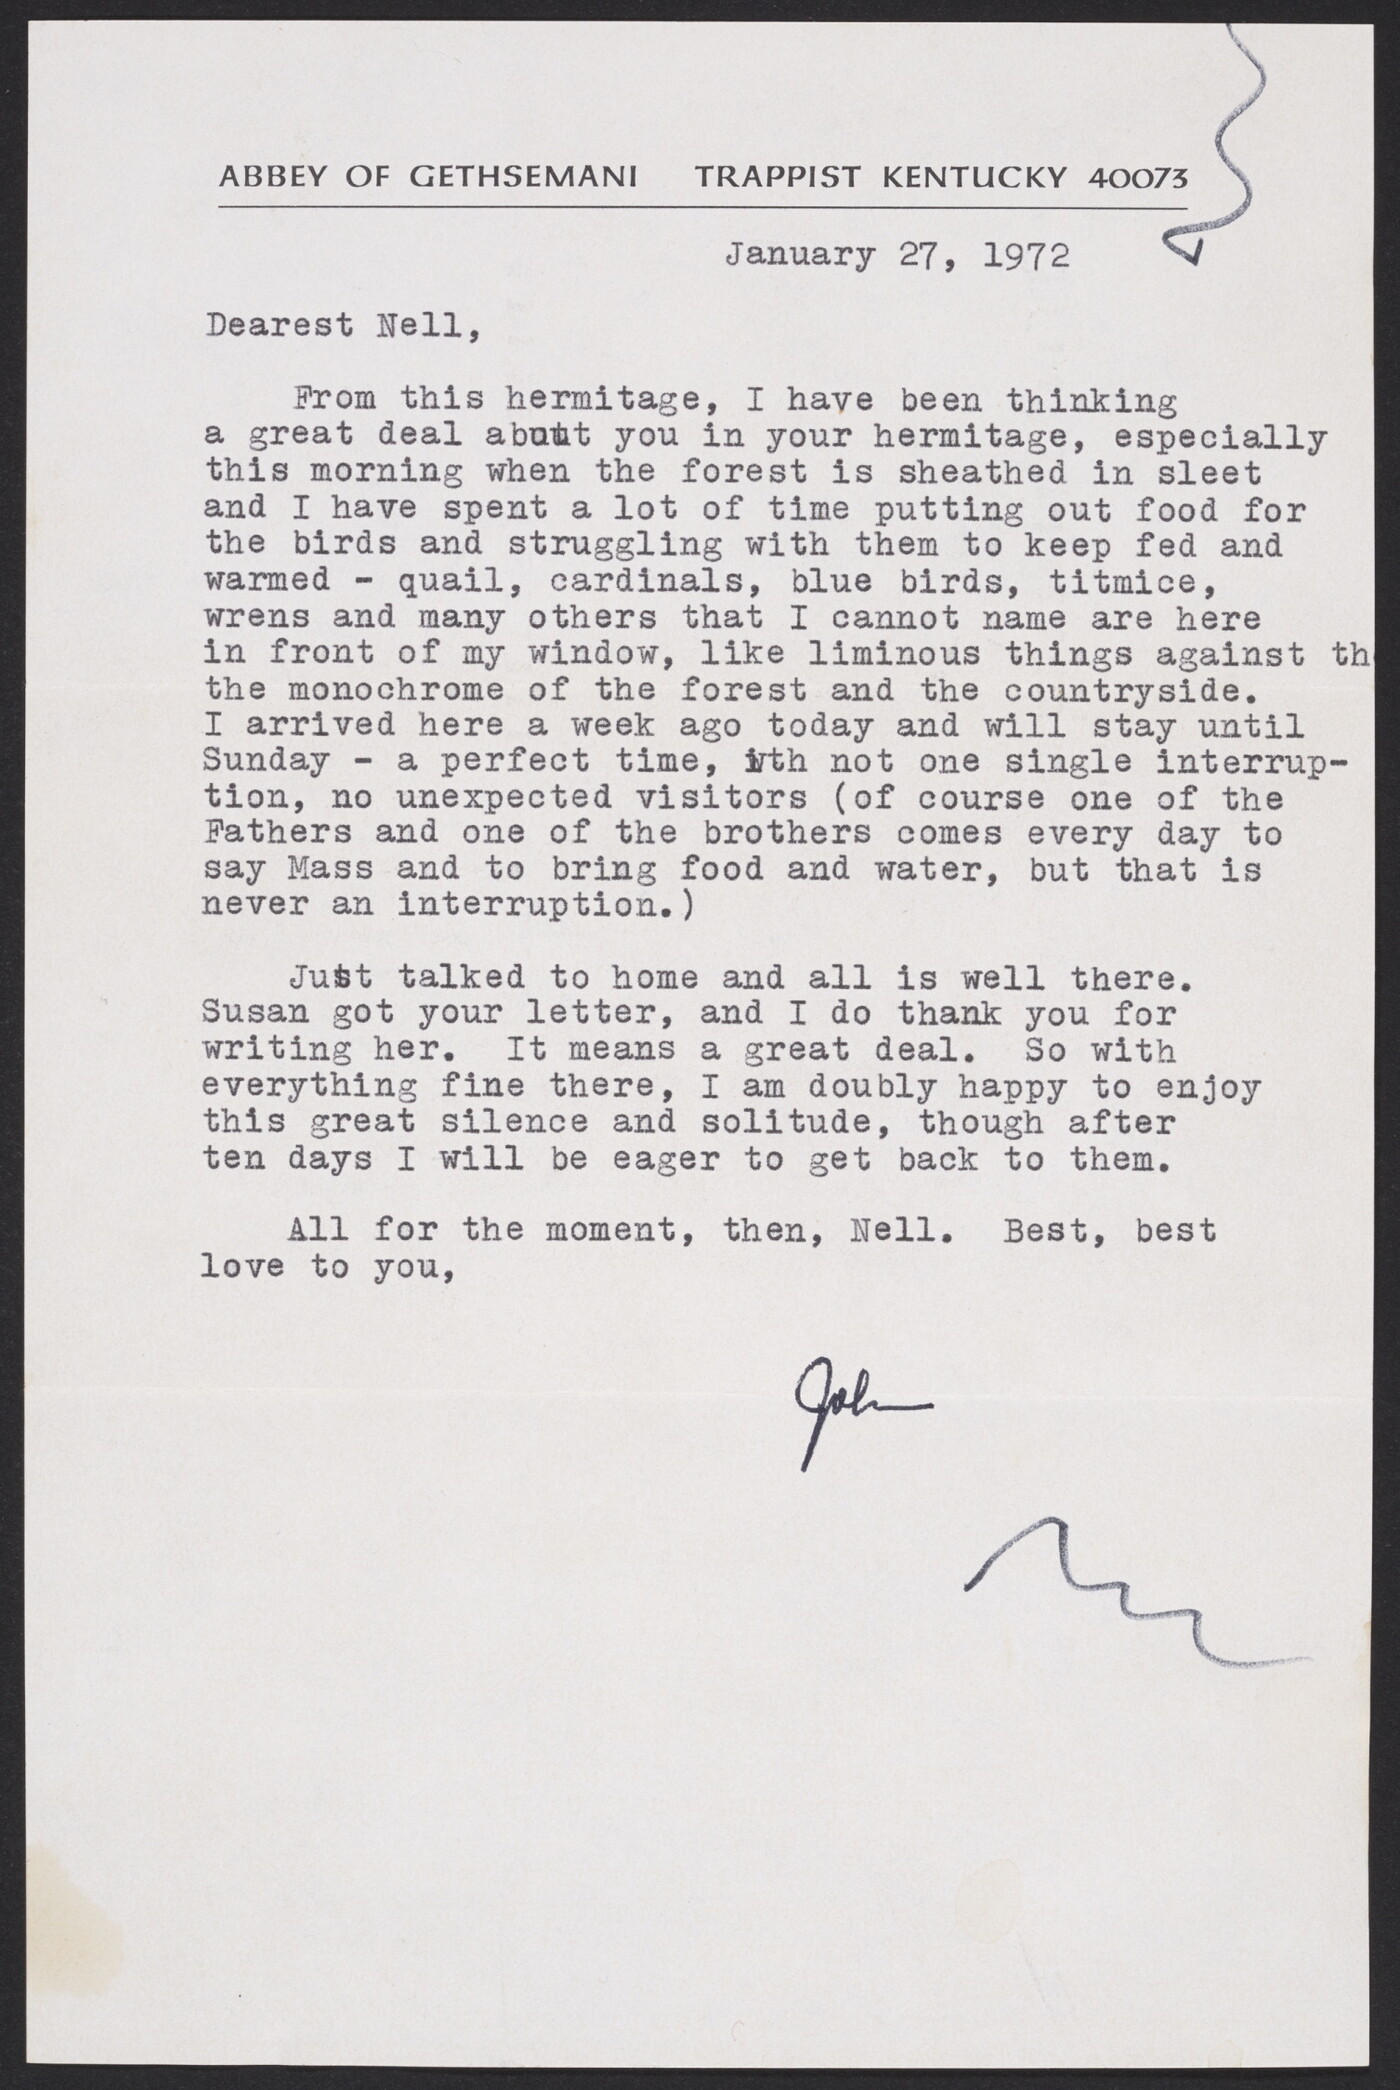 ABBEY OF GETHSEMANI TRAPPIST KENTUCKY 40073
January 27, 1972
Dearest Nell,
From this hermitage, I have been thinking
a great deal about you in your hermitage, especially
this morning when the forest is sheathed in sleet
and I have spent a lot of time putting out food for
the birds and struggling with them to keep fed and
warmed - quail, cardinals, blue birds, titmice,
wrens and many others that I cannot name are here
in front of my window, like liminous things against th
the monochrome of the forest and the countryside.
I arrived here a week ago today and will stay until
Sunday - a perfect time, with not one single interrup-
tion, no unexpected visitors (of course one of the
Fathers and one of the brothers comes every day to
say Mass and to bring food and water, but that is
never an interruption.)
Just talked to home and all is well there.
Susan got your letter, and I do thank you for
writing her. It means a great deal. So with
everything fine there, I am doubly happy to enjoy
this great silence and solitude, though after
ten days I will be eager to get back to them.
All for the moment, then, Nell. Best, best
love to you,
John